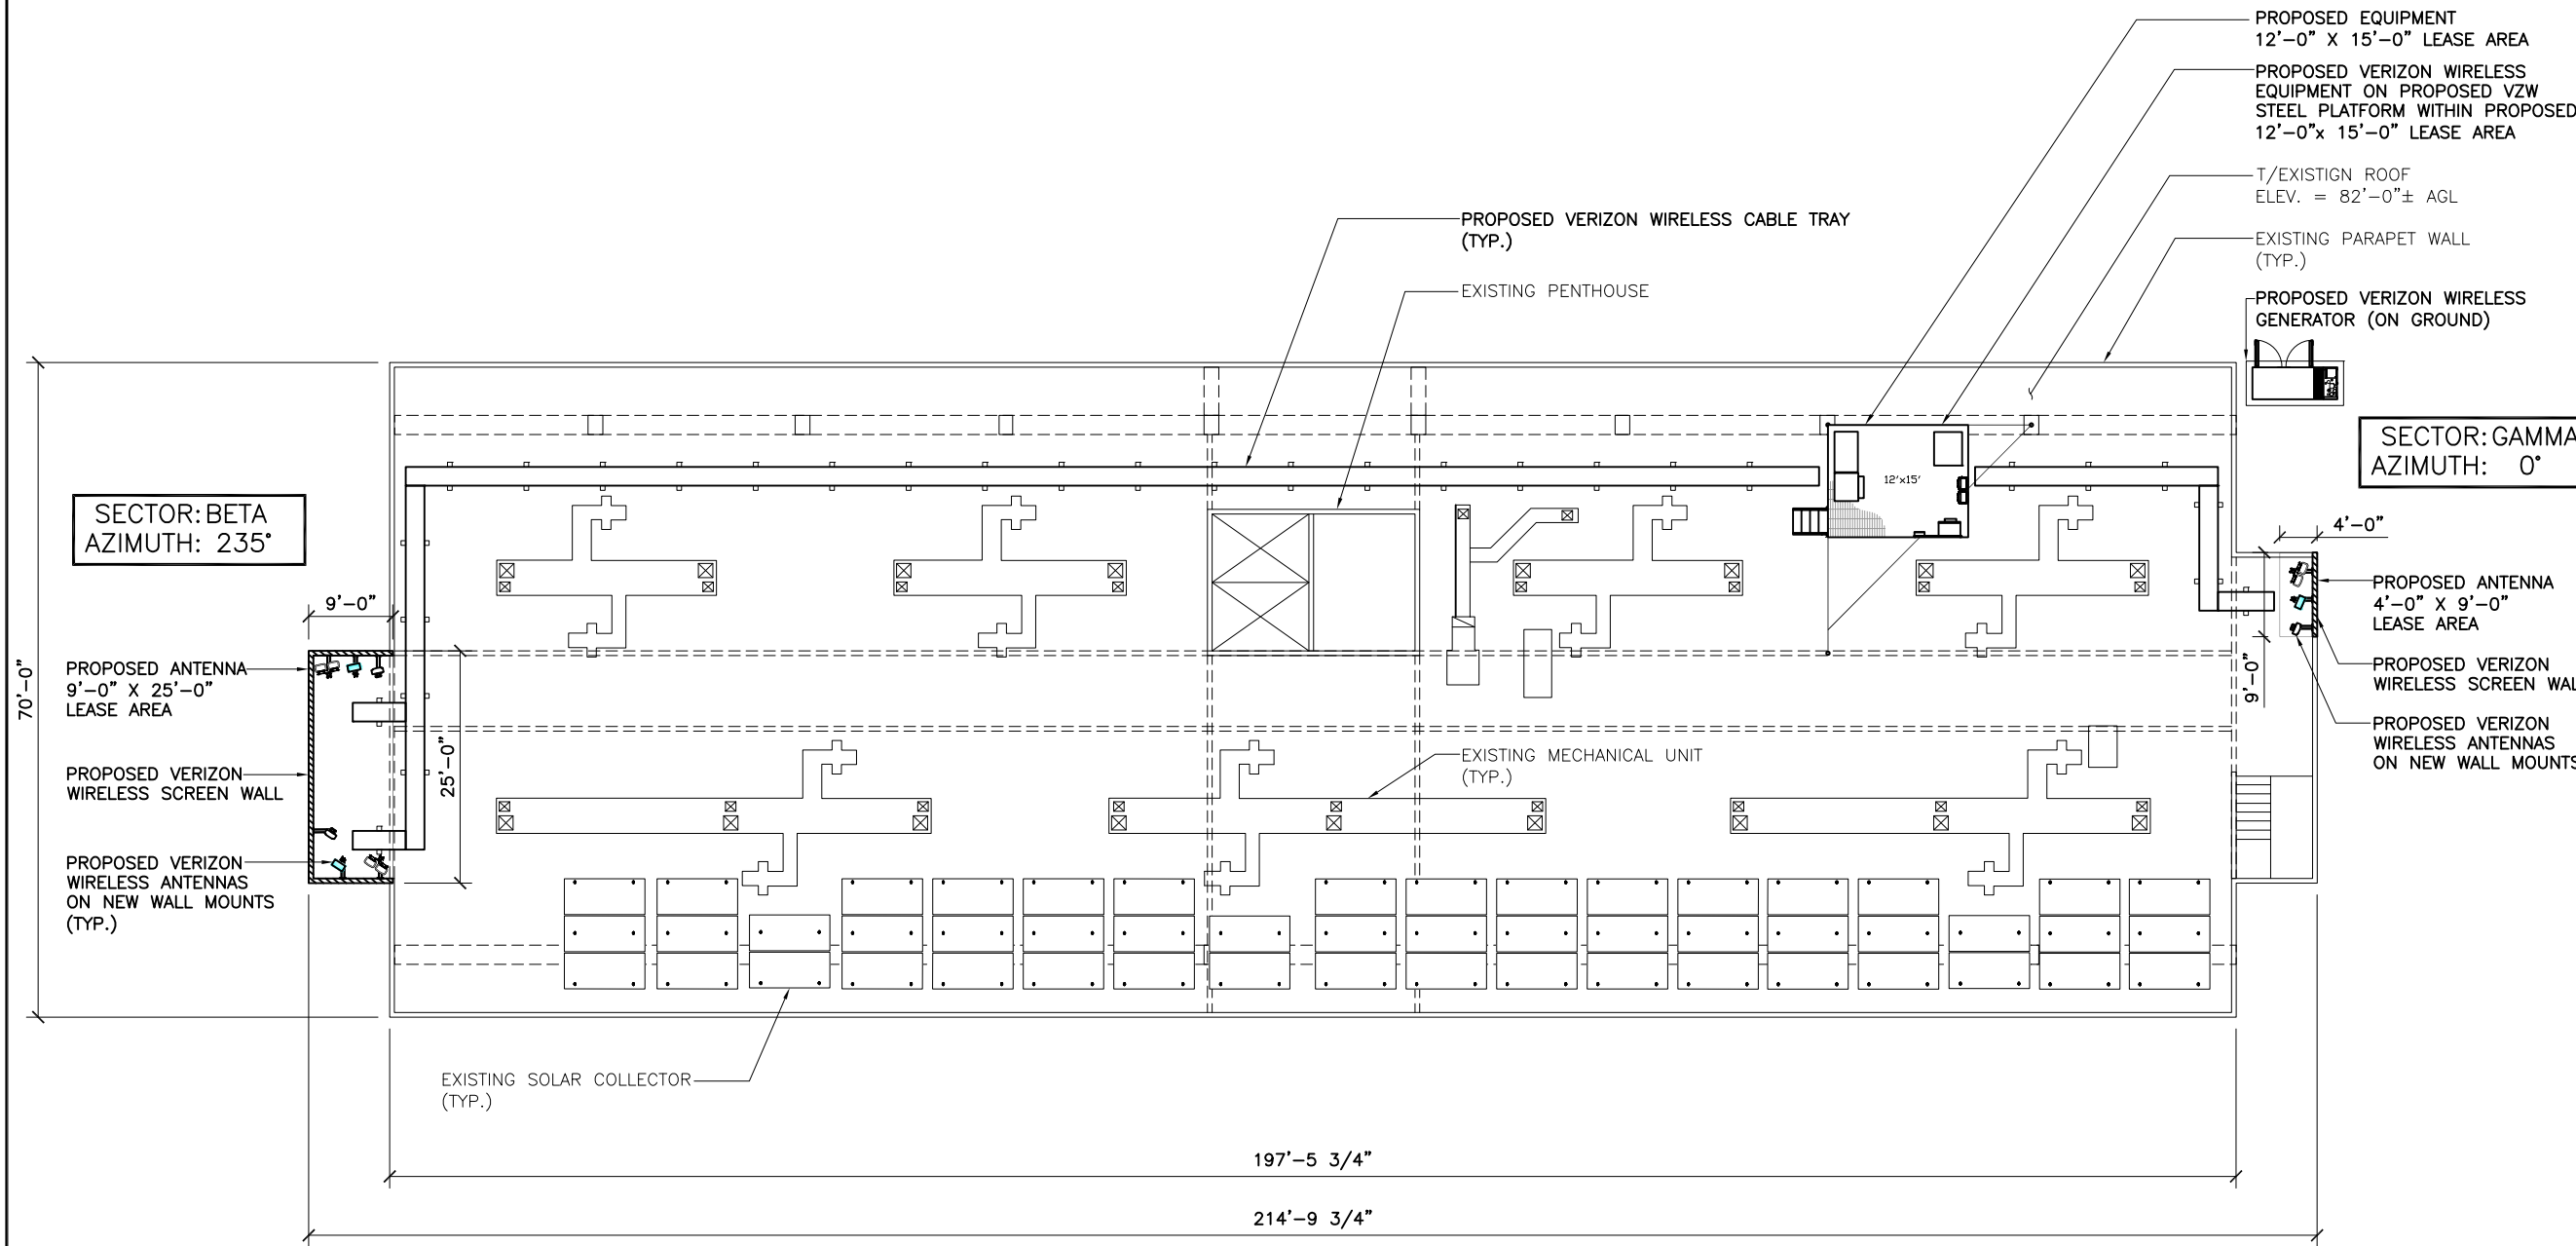 PROPOSED EQUIPMENT
12'-0" X 15'-0" LEASE AREA
PROPOSED VERIZON WIRELESS
EQUIPMENT ON PROPOSED VZW
STEEL PLATFORM WITHIN PROPOSED
12'-0"x 15'-0" LEASE AREA
T/EXISTIGN ROOF
ELEV. = 82'-0"± AGL
EXISTING PARAPET WALL
(TYP.)
PROPOSED VERIZON WIRELESS
GENERATOR (ON GROUND)
PROPOSED VERIZON WIRELESS CABLE TRAY
(TYP.)
EXISTING PENTHOUSE
SECTOR: GAMMA
AZIMUTH: 0°
12'x15'
SECTOR: BETA
AZIMUTH: 235°
4'-0"
9'-0"
9'-0"
70'-0"
25'-0"
PROPOSED ANTENNA
4'-0" X 9'-0"
LEASE AREA
PROPOSED VERIZON
WIRELESS SCREEN WAL
PROPOSED VERIZON
WIRELESS ANTENNAS
ON NEW WALL MOUNTS
PROPOSED ANTENNA
9'-0" X 25'-0"
LEASE AREA
PROPOSED VERIZON
WIRELESS SCREEN WALL
PROPOSED VERIZON
WIRELESS ANTENNAS
ON NEW WALL MOUNTS
(TYP.)
EXISTING MECHANICAL UNIT
(TYP.)
EXISTING SOLAR COLLECTOR
(TYP.)
197'-5 3/4"
214'-9 3/4"